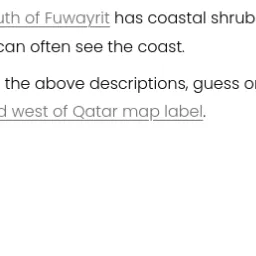 uth of Fuwayrit has coastal shrub
can often see the coast.
the above descriptions, guess or
d west of Qatar map label.